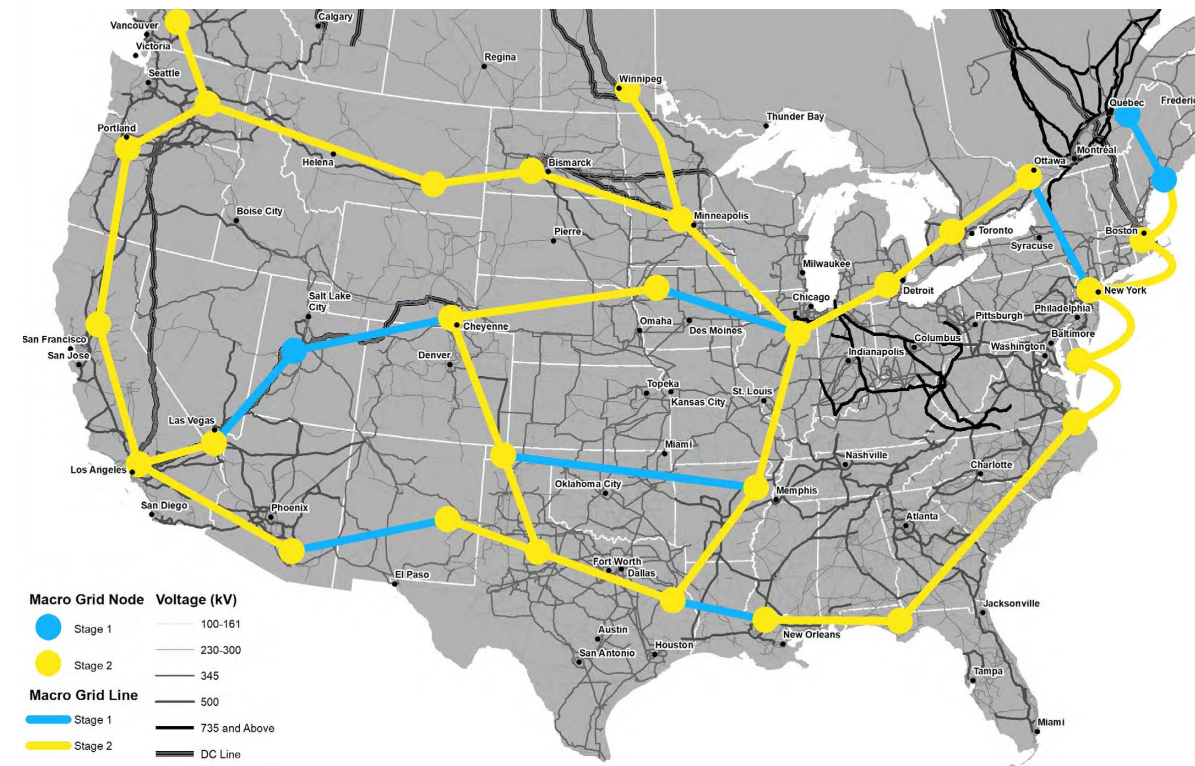 Vancouver
Calgary
Victoria
Regina
Seattle
Winnipeg
Thunder Bay
Québec
Portland
Montréal
Helena
Bismarck
Ottawa
Boise City
Minneapolis
Pierre
Toronto
Boston
Syracuse
Milwaukee
Salt Lake
City
Chicago
Detroit
New York
Philadelphia
Omaha
Cheyenne
Des Moines
Pittsburgh
San Francisco
Columbus
Baltimore
San Jose
Denver
Indianapolis
Washington
Topeka
Kansas City
St. Louis
Las Vegas
Miami
Nashville
Los Angeles
Charlotte
Oklahoma City
Memphis
San Diego
Phoenix
Atlanta
Fort Worth
El Paso
Dallas
Macro Grid Node
Voltage (kV)
Jacksonville
Stage 1
100-161
Austin
New Orleans
230-300
Houston
San Antonio
Stage 2
345
Tampa
Macro Grid Line
500
Stage 1
735 and Above
Miami
Stage 2
DC Line